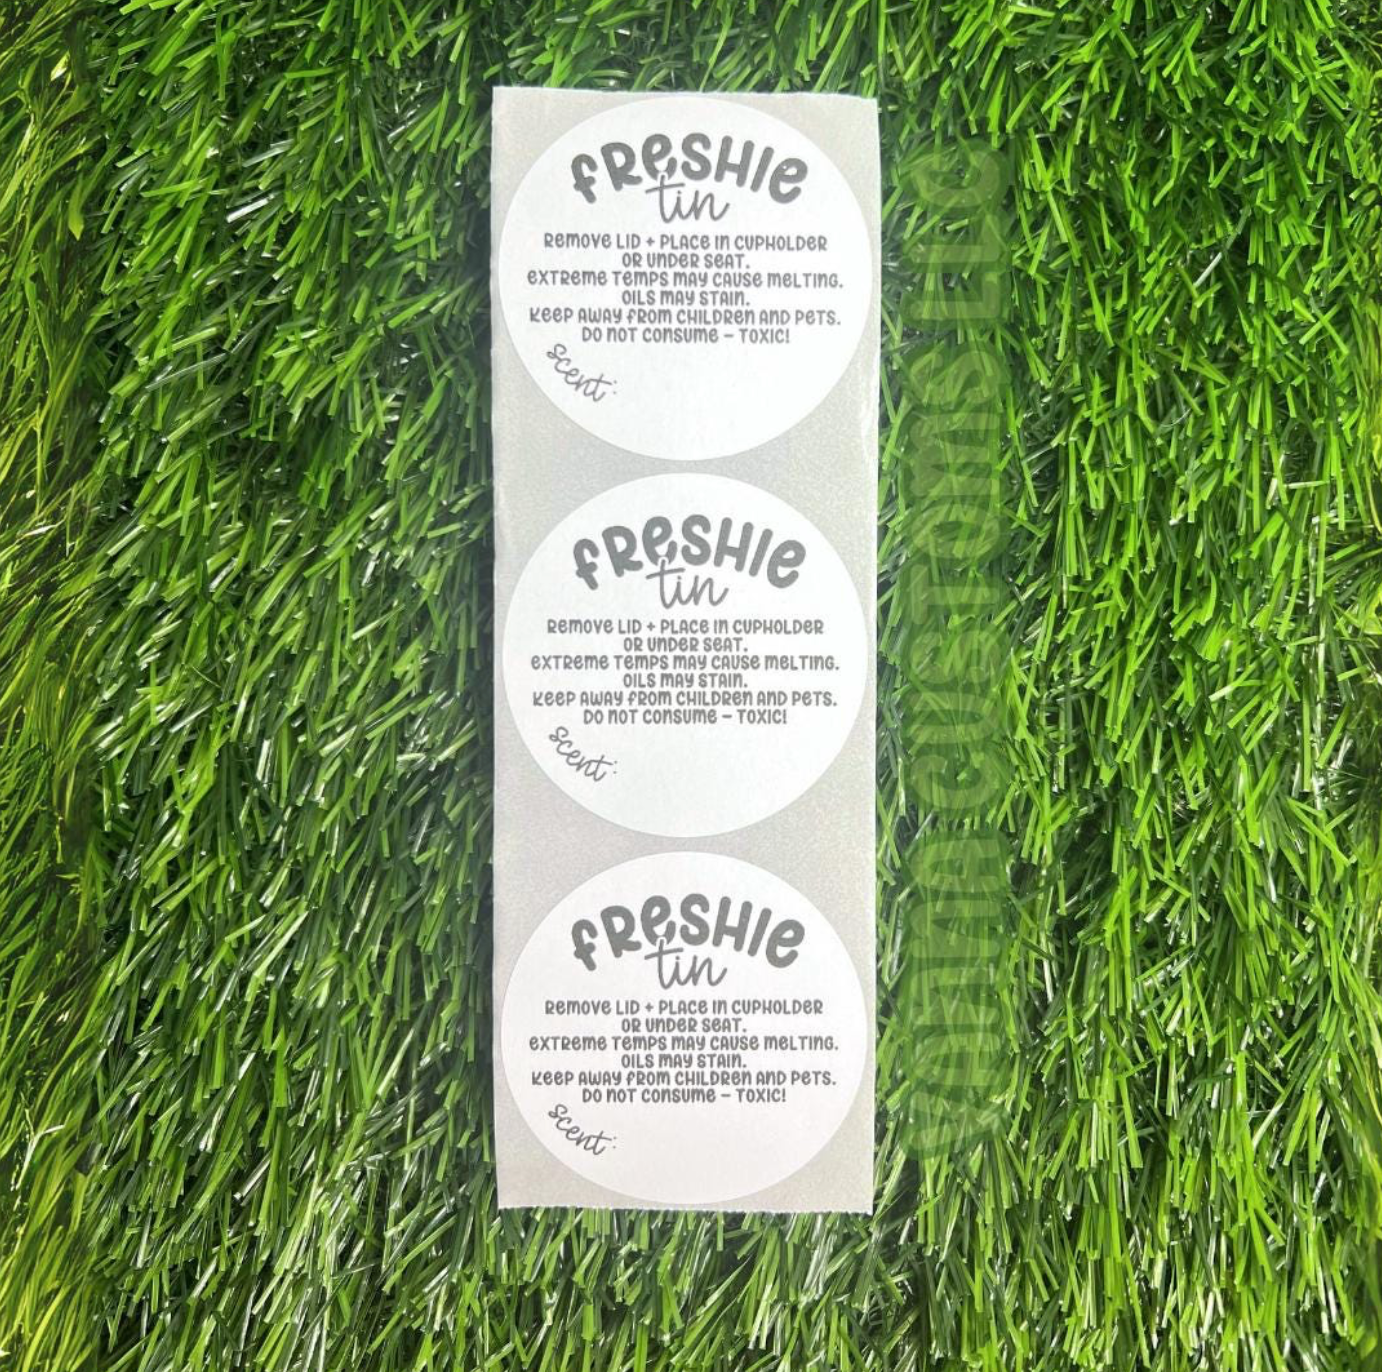 freshie
tin
Remove LID + PLACE In CUPHOLDER
OR UNDER SEAT.
EXTREME TEMPS MAY CAUSE MELTING.
OILS MAY STAIN.
KEEP AWAY FROM CHILDREN AND PETS.
DO NOT CONSUME – TOXIC!
scent:
freshie
tin
Remove LID + PLACE In CUPHOLDER
OR UNDER SEAT.
EXTREME TEMPS MAY CAUSE MELTING.
OILS MAY STAIN.
KEEP AWAY FROM CHILDREN AND PETS.
DO NOT CONSUME – TOXIC!
scent:
freshie
tin
Remove LID + PLACE In CUPHOLDER
OR UNDER SEAT.
EXTREME TEMPS MAY CAUSE MELTING.
OILS MAY STAIN.
KEEP AWAY FROM CHILDREN AND PETS.
DO NOT CONSUME – TOXIC!
scent:
CUSTOMS LLC